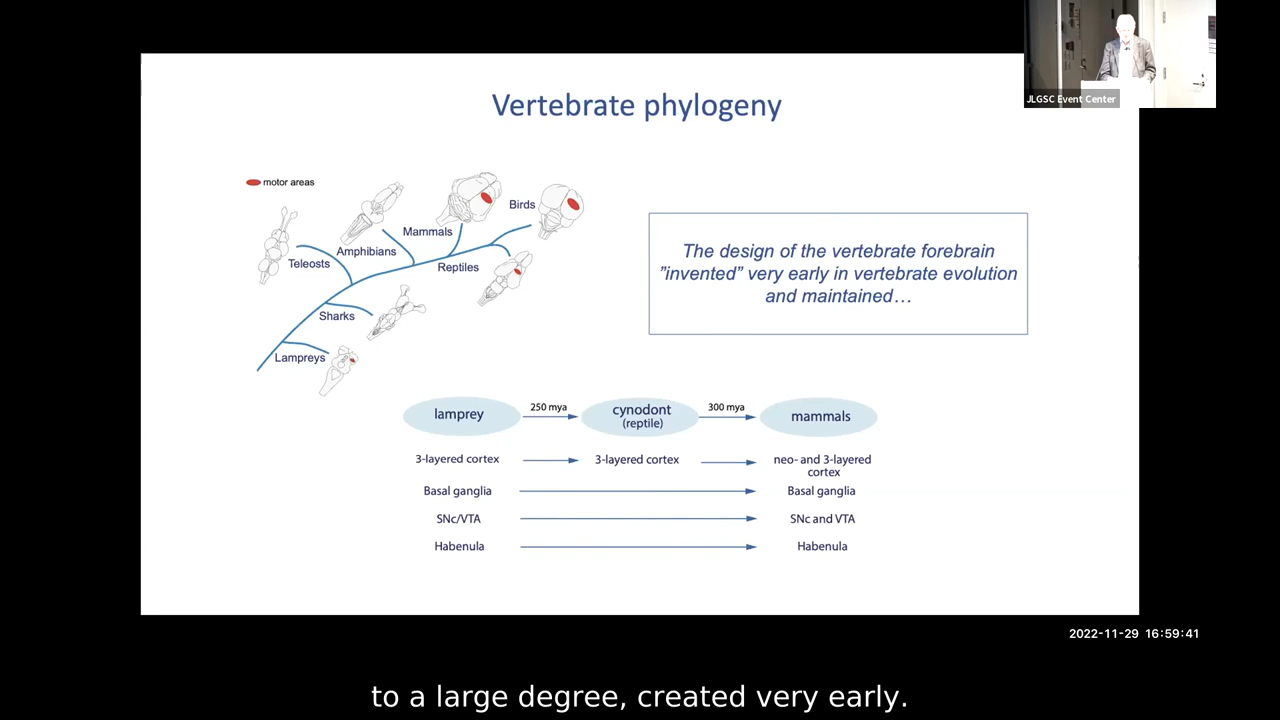 JLGSC Event Center
Vertebrate phylogeny
motor areas
Birds
Mammals
Amphibians
Teleosts
Reptiles
Sharks
Lampreys
The design of the vertebrate forebrain
”invented” very early in vertebrate evolution
and maintained…
lamprey
250 mya
cynodont
(reptile)
300 mya
mammals
3-layered cortex
3-layered cortex
neo- and 3-layered
cortex
Basal ganglia
Basal ganglia
SNc/VTA
SNc and VTA
Habenula
Habenula
2022-11-29 16:59:41
to a large degree, created very early.